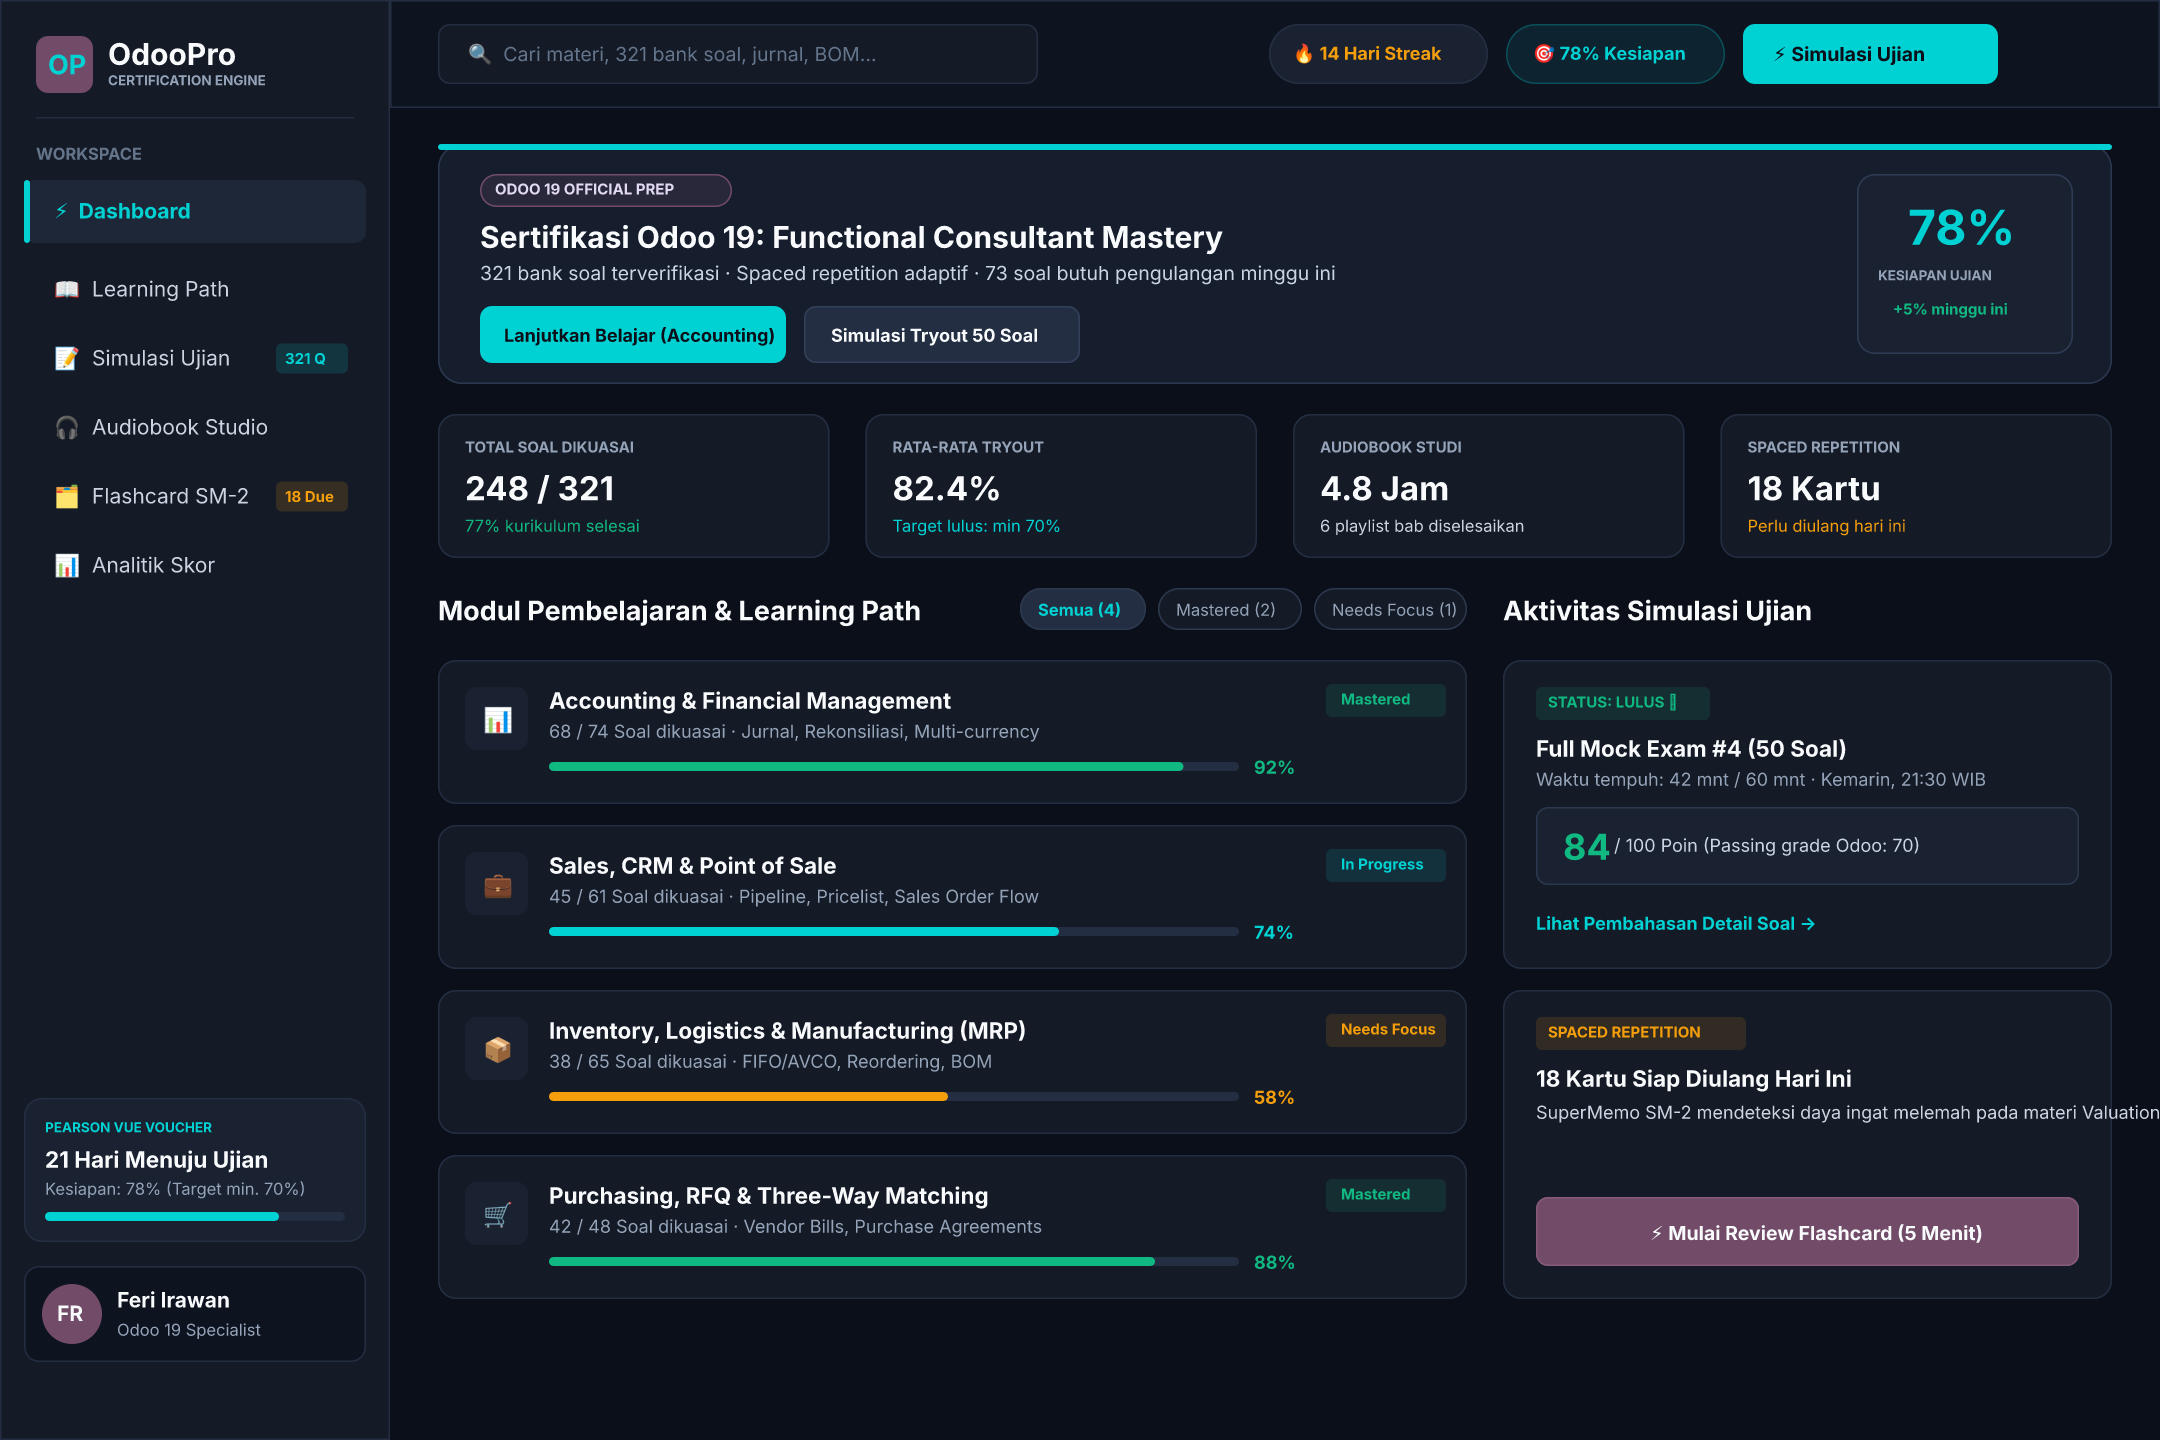 OP
OdooPro
CERTIFICATION ENGINE
WORKSPACE
⚡ Dashboard
📖 Learning Path
📝 Simulasi Ujian 321 Q
🎧 Audiobook Studio
🗂️ Flashcard SM-2 18 Due
📊 Analitik Skor
PEARSON VUE VOUCHER
21 Hari Menuju Ujian
Kesiapan: 78% (Target min. 70%)
FR
Feri Irawan
Odoo 19 Specialist
🔍 Cari materi, 321 bank soal, jurnal, BOM...
🔥 14 Hari Streak
🎯 78% Kesiapan
⚡ Simulasi Ujian
ODOO 19 OFFICIAL PREP
Sertifikasi Odoo 19: Functional Consultant Mastery
321 bank soal terverifikasi · Spaced repetition adaptif · 73 soal butuh pengulangan minggu ini
Lanjutkan Belajar (Accounting)
Simulasi Tryout 50 Soal
78%
KESIAPAN UJIAN
+5% minggu ini
TOTAL SOAL DIKUASAI
248 / 321
77% kurikulum selesai
RATA-RATA TRYOUT
82.4%
Target lulus: min 70%
AUDIOBOOK STUDI
4.8 Jam
6 playlist bab diselesaikan
SPACED REPETITION
18 Kartu
Perlu diulang hari ini
Modul Pembelajaran & Learning Path
Semua (4)
Mastered (2)
Needs Focus (1)
Accounting & Financial Management
Mastered
68 / 74 Soal dikuasai · Jurnal, Rekonsiliasi, Multi-currency
92%
Sales, CRM & Point of Sale
In Progress
45 / 61 Soal dikuasai · Pipeline, Pricelist, Sales Order Flow
74%
Inventory, Logistics & Manufacturing (MRP)
Needs Focus
38 / 65 Soal dikuasai · FIFO/AVCO, Reordering, BOM
58%
Purchasing, RFQ & Three-Way Matching
Mastered
42 / 48 Soal dikuasai · Vendor Bills, Purchase Agreements
88%
Aktivitas Simulasi Ujian
STATUS: LULUS
Full Mock Exam #4 (50 Soal)
Waktu tempuh: 42 mnt / 60 mnt · Kemarin, 21:30 WIB
84 / 100 Poin (Passing grade Odoo: 70)
Lihat Pembahasan Detail Soal →
SPACED REPETITION
18 Kartu Siap Diulang Hari Ini
SuperMemo SM-2 mendeteksi daya ingat melemah pada materi Valuation
⚡ Mulai Review Flashcard (5 Menit)